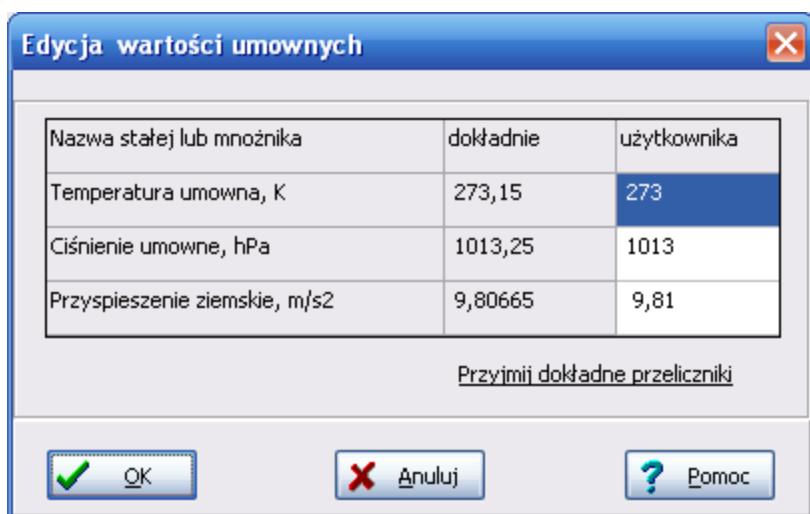 Edycja wartości umownych
Nazwa stałej lub mnożnika dokładnie użytkownika
Temperatura umowna, K 273,15 273
Ciśnienie umowne, hPa 1013,25 1013
Przyspieszenie ziemskie, m/s2 9,80665 9,81
Przyjmij dokładne przeliczniki
OK Anuluj Pomoc